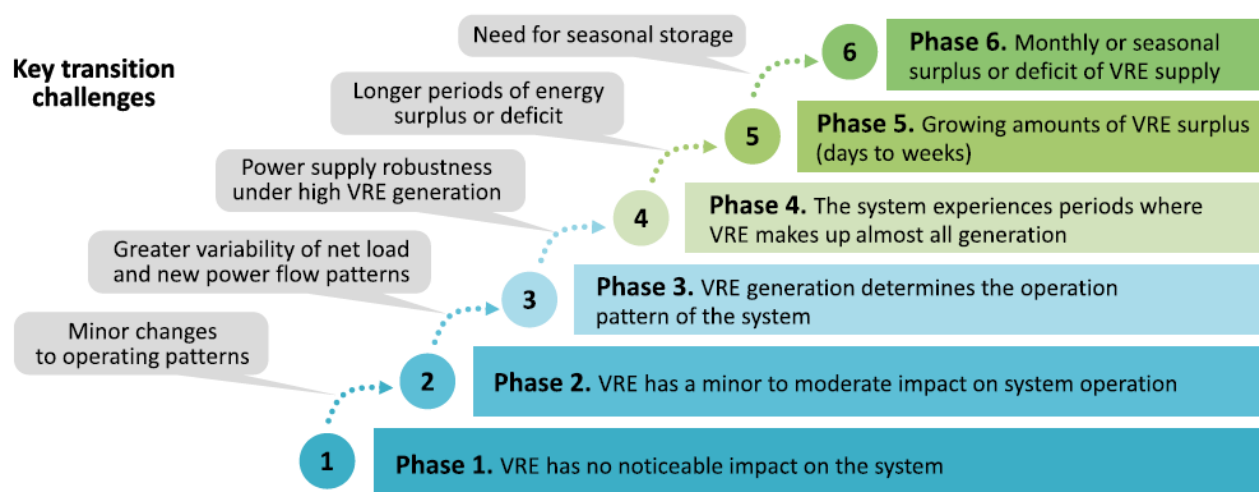 Key transition
challenges
Need for seasonal storage
6
Phase 6. Monthly or seasonal
surplus or deficit of VRE supply
Longer periods of energy
surplus or deficit
5
Phase 5. Growing amounts of VRE surplus
(days to weeks)
Power supply robustness
under high VRE generation
4
Phase 4. The system experiences periods where
VRE makes up almost all generation
Greater variability of net load
and new power flow patterns
3
Phase 3. VRE generation determines the operation
pattern of the system
Minor changes
to operating patterns
2
Phase 2. VRE has a minor to moderate impact on system operation
1
Phase 1. VRE has no noticeable impact on the system